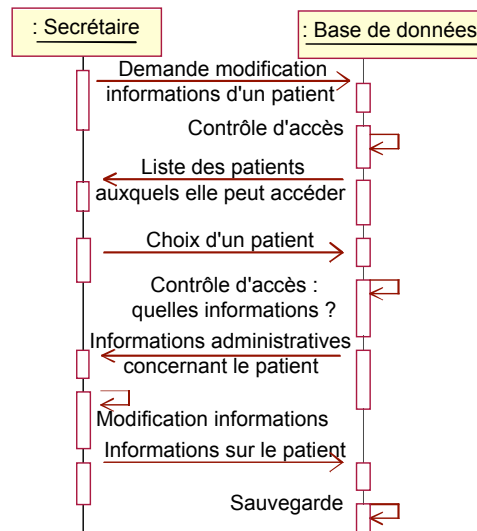 : Secrétaire
: Base de données
Demande modification
informations d'un patient
Contrôle d'accès
Liste des patients
auxquels elle peut accéder
Choix d'un patient
Contrôle d'accès :
quelles informations ?
Informations administratives
concernant le patient
Modification informations
Informations sur le patient
Sauvegarde